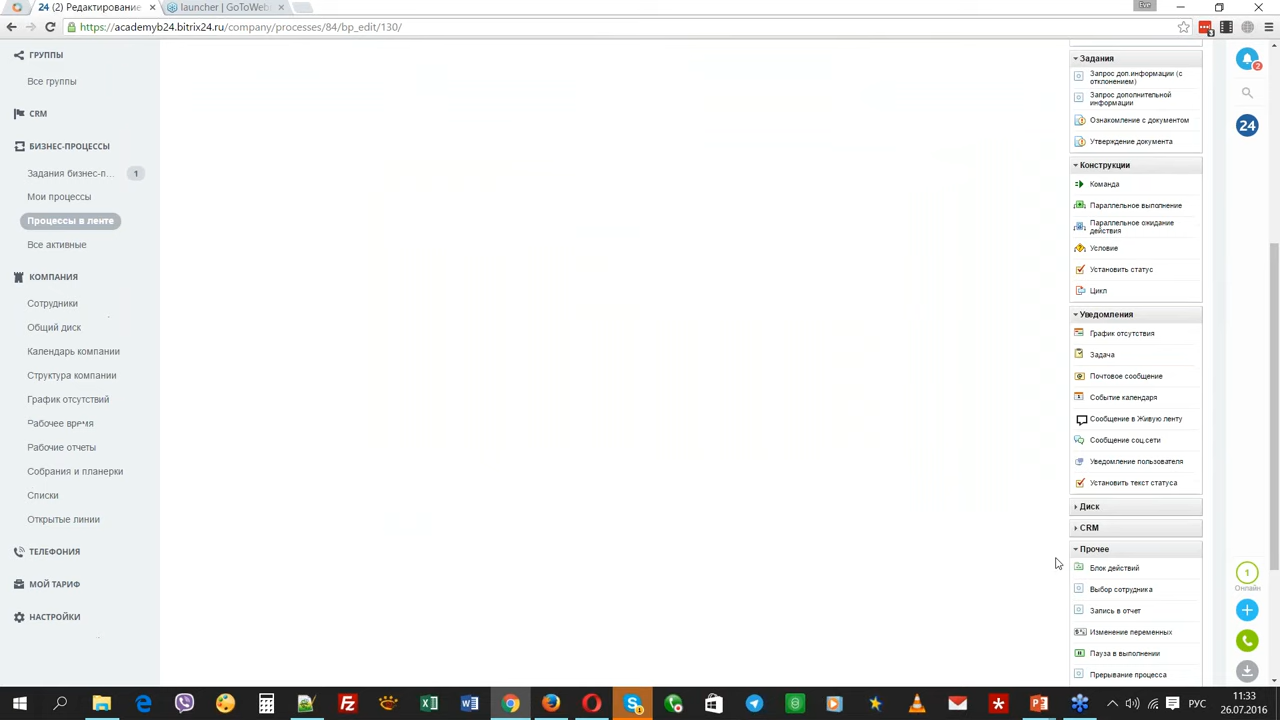 Eve
24 (2) Редактирование
launcher | GoToWeb
https://academyb24.bitrix24.ru/company/processes/84/bp_edit/130/
ГРУППЫ
Все группы
CRM
БИЗНЕС-ПРОЦЕССЫ
Задания бизнес-п... 1
Мои процессы
Процессы в ленте
Все активные
КОМПАНИЯ
Сотрудники
Общий диск
Календарь компании
Структура компании
График отсутствий
Рабочее время
Рабочие отчеты
Собрания и планерки
Списки
Открытые линии
ТЕЛЕФОНИЯ
МОЙ ТАРИФ
НАСТРОЙКИ
Задания
Запрос доп.информации (с
отклонением)
Запрос дополнительной
информации
Ознакомление с документом
Утверждение документа
Конструкции
Команда
Параллельное выполнение
Параллельное ожидание
действия
Условие
Установить статус
Цикл
Уведомления
График отсутствия
Задача
Почтовое сообщение
Событие календаря
Сообщение в Живую ленту
Сообщение соц.сети
Уведомление пользователя
Установить текст статуса
Диск
CRM
Прочее
Блок действий
Выбор сотрудника
Запись в отчет
Изменение переменных
Пауза в выполнении
Прерывание процесса
2
24
1
Онлайн
РУС
11:33
26.07.2016